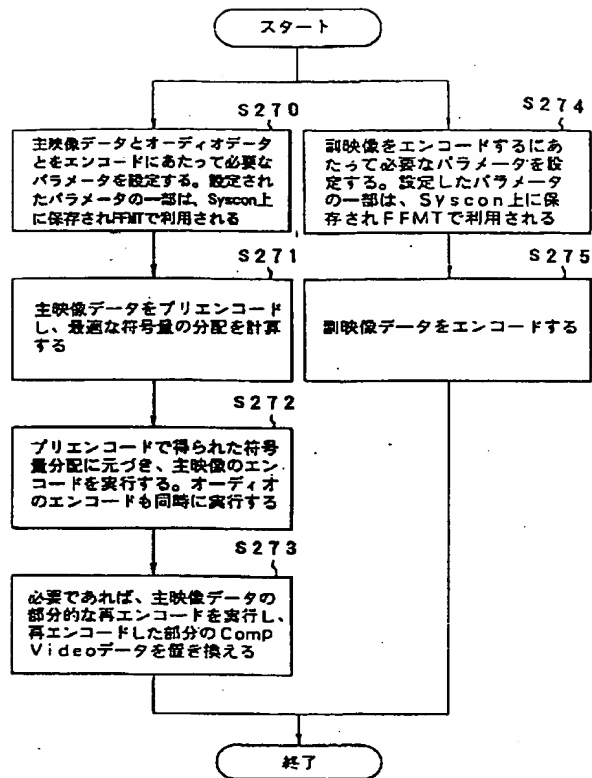 スタート
S270
主映像データとオーディオデータ
とをエンコードにあたって必要な
パラメータを設定する。設定され
たパラメータの一部は、Syscon上
に保存されFFMTで利用される
S271
主映像データをプリエンコード
し、最適な符号量の分配を計算
する
S272
プリエンコードで得られた符号
量分配に元づき、主映像のエン
コードを実行する。オーディオ
のエンコードも同時に実行する
S273
必要であれば、主映像データの
部分的な再エンコードを実行し、
再エンコードした部分のComp
Videoデータを置き換える
S274
副映像をエンコードするにあ
たって必要なパラメータを設
定する。設定したパラメータ
の一部は、Syscon上に保
存されFFMTで利用される
S275
副映像データをエンコードする
終了